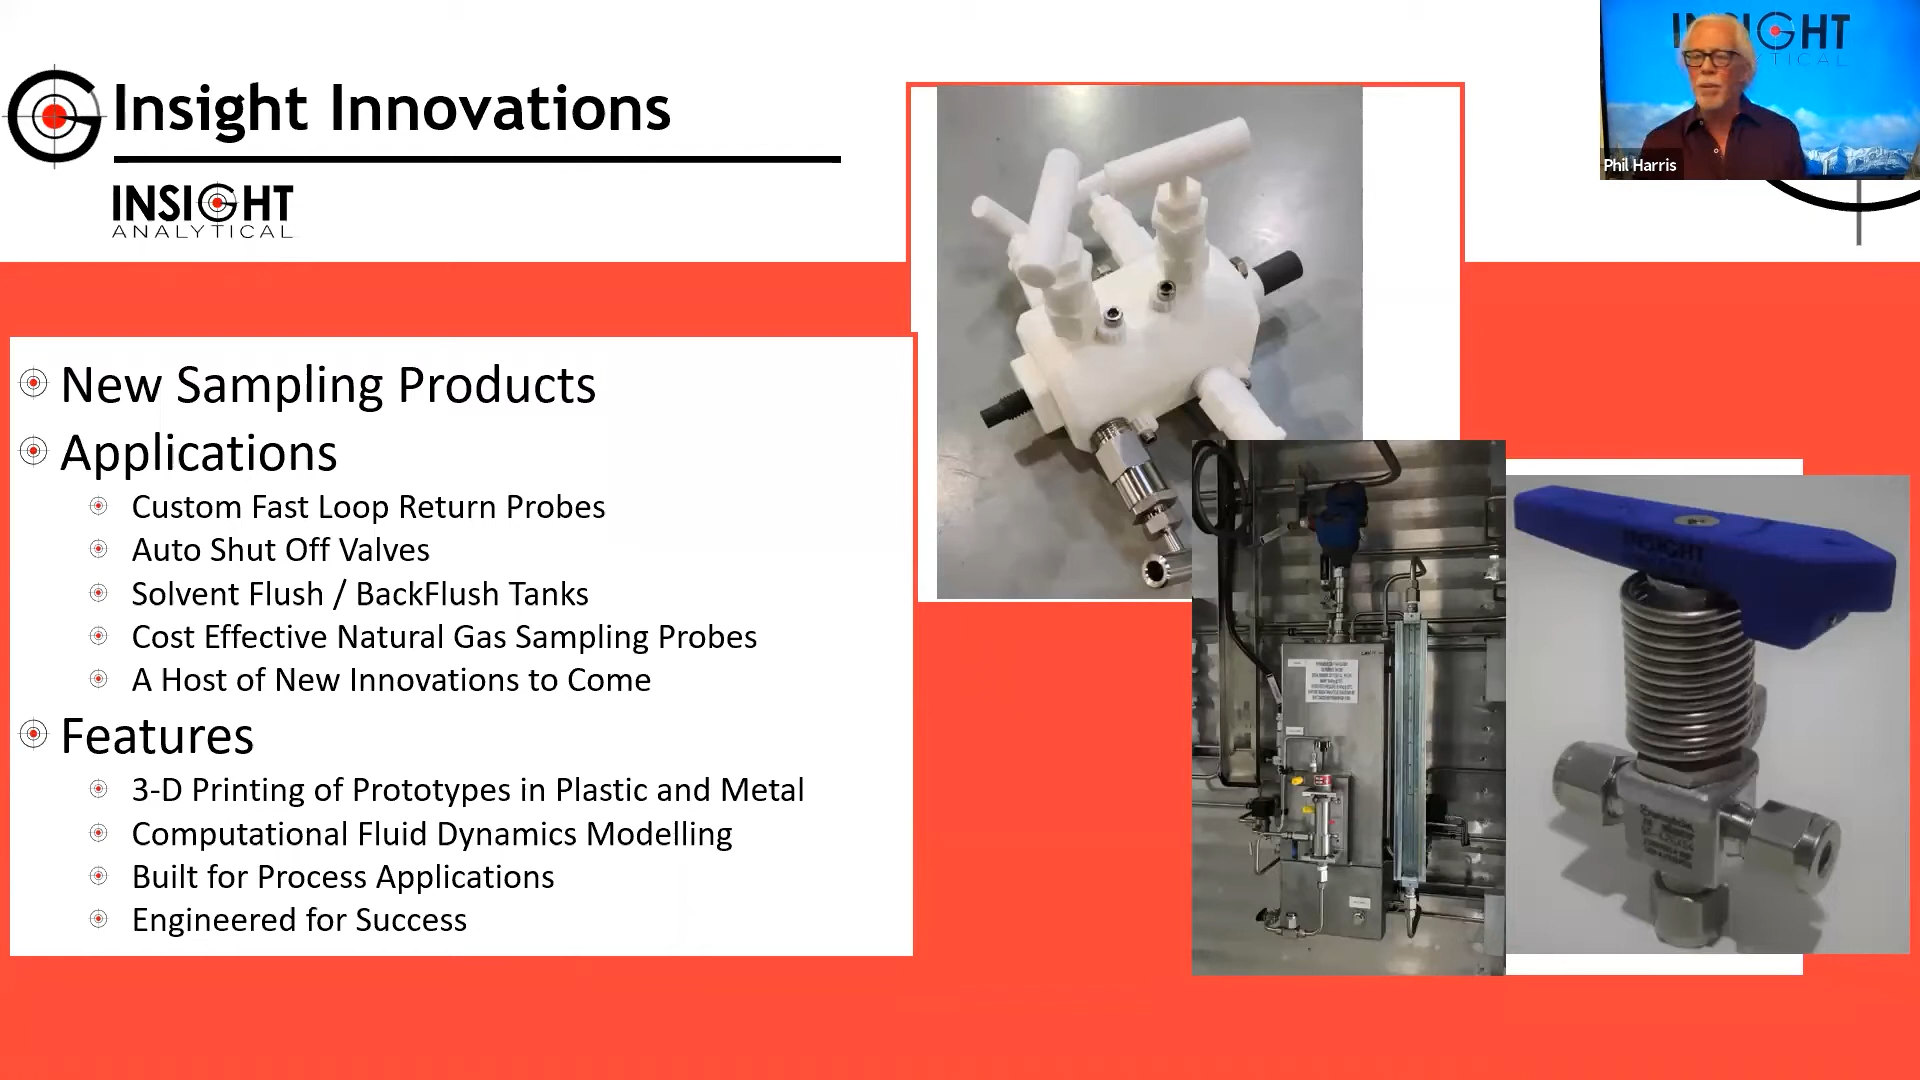 Insight Innovations
INSIGHT
ANALYTICAL
New Sampling Products
Applications
Custom Fast Loop Return Probes
Auto Shut Off Valves
Solvent Flush / BackFlush Tanks
Cost Effective Natural Gas Sampling Probes
A Host of New Innovations to Come
Features
3-D Printing of Prototypes in Plastic and Metal
Computational Fluid Dynamics Modelling
Built for Process Applications
Engineered for Success
INSIGHT
Phil Harris
INSIGHT